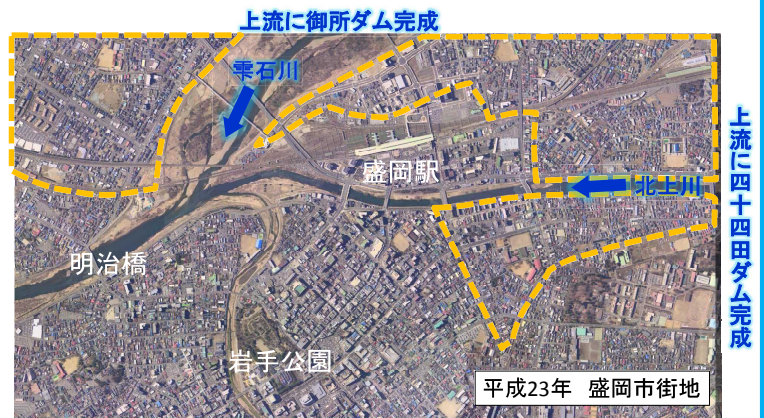 上流に御所ダム完成
雫石川
盛岡駅
北上川
上流に四十四田ダム完成
明治橋
岩手公園
平成23年　盛岡市街地